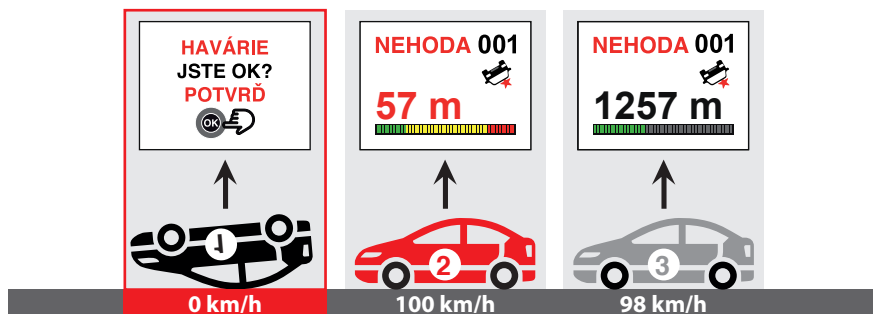 HAVÁRIE
JSTE OK?
POTVRĎ
OK
1
0 km/h
NEHODA 001
57 m
2
100 km/h
NEHODA 001
1257 m
3
98 km/h